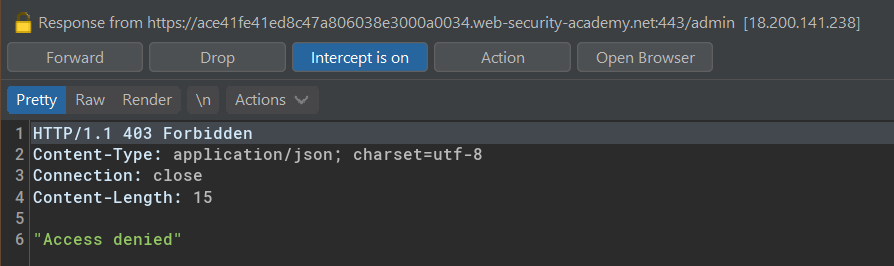 Response from https://ace41fe41ed8c47a806038e3000a0034.web-security-academy.net:443/admin [18.200.141.238]
Forward Drop Intercept is on Action Open Browser
Pretty Raw Render \n Actions
1 HTTP/1.1 403 Forbidden
2 Content-Type: application/json; charset=utf-8
3 Connection: close
4 Content-Length: 15
5
6 "Access denied"